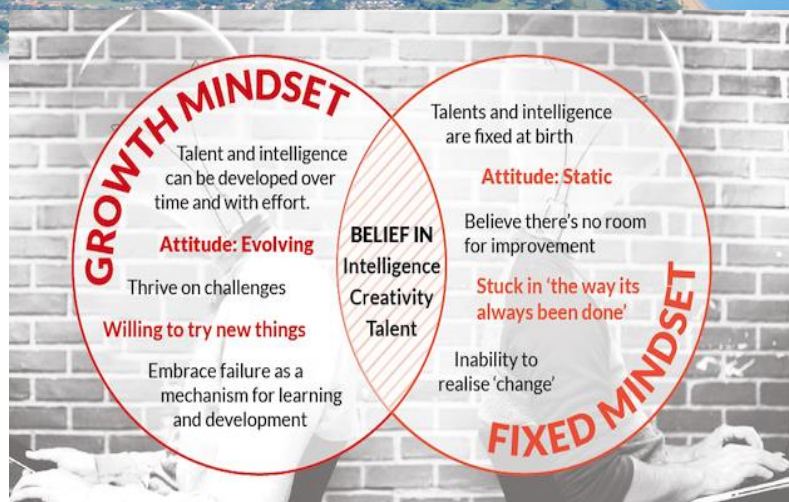 GROWTH MINDSET
Talent and intelligence
can be developed over
time and with effort.
Attitude: Evolving
Thrive on challenges
Willing to try new things
Embrace failure as a
mechanism for learning
and development
BELIEF IN
Intelligence
Creativity
Talent
Talents and intelligence
are fixed at birth
Attitude: Static
Believe there's no room
for improvement
Stuck in 'the way its
always been done'
Inability to
realise 'change'
FIXED MINDSET